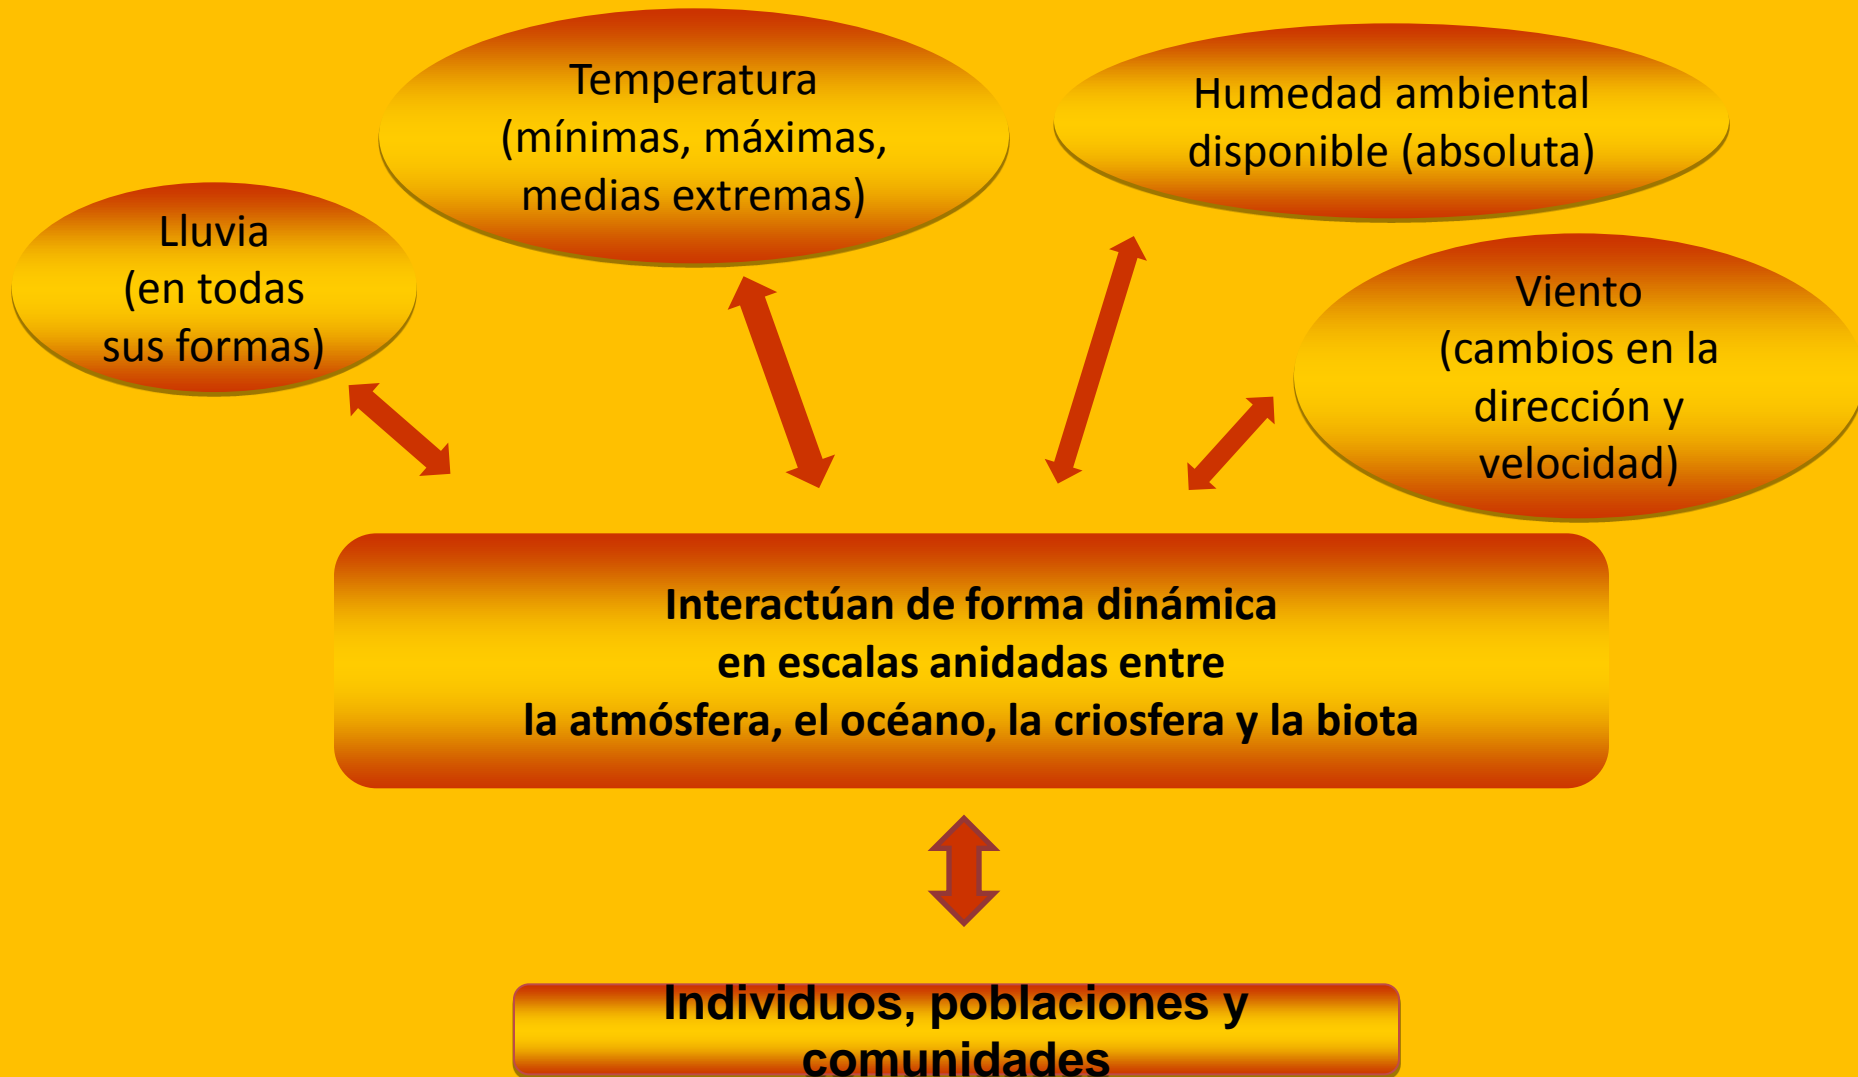 Temperatura
(mínimas, máximas,
medias extremas)
Humedad ambiental
disponible (absoluta)
Lluvia
(en todas
sus formas)
Viento
(cambios en la
dirección y
velocidad)
Interactúan de forma dinámica
en escalas anidadas entre
la atmósfera, el océano, la criosfera y la biota
Individuos, poblaciones y
comunidades